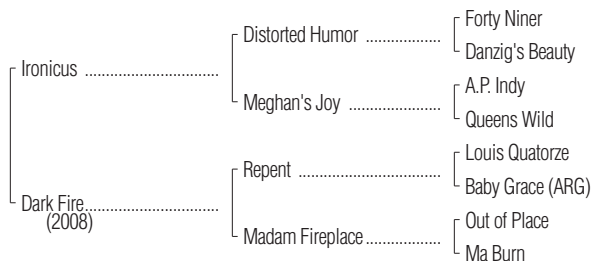 Forty Niner
Distorted Humor ..................
Danzig's Beauty
Ironicus ................................
A.P. Indy
Meghan's Joy ......................
Queens Wild
Louis Quatorze
Repent ..................................
Baby Grace (ARG)
Dark Fire................................
(2008)
Out of Place
Madam Fireplace..................
Ma Burn